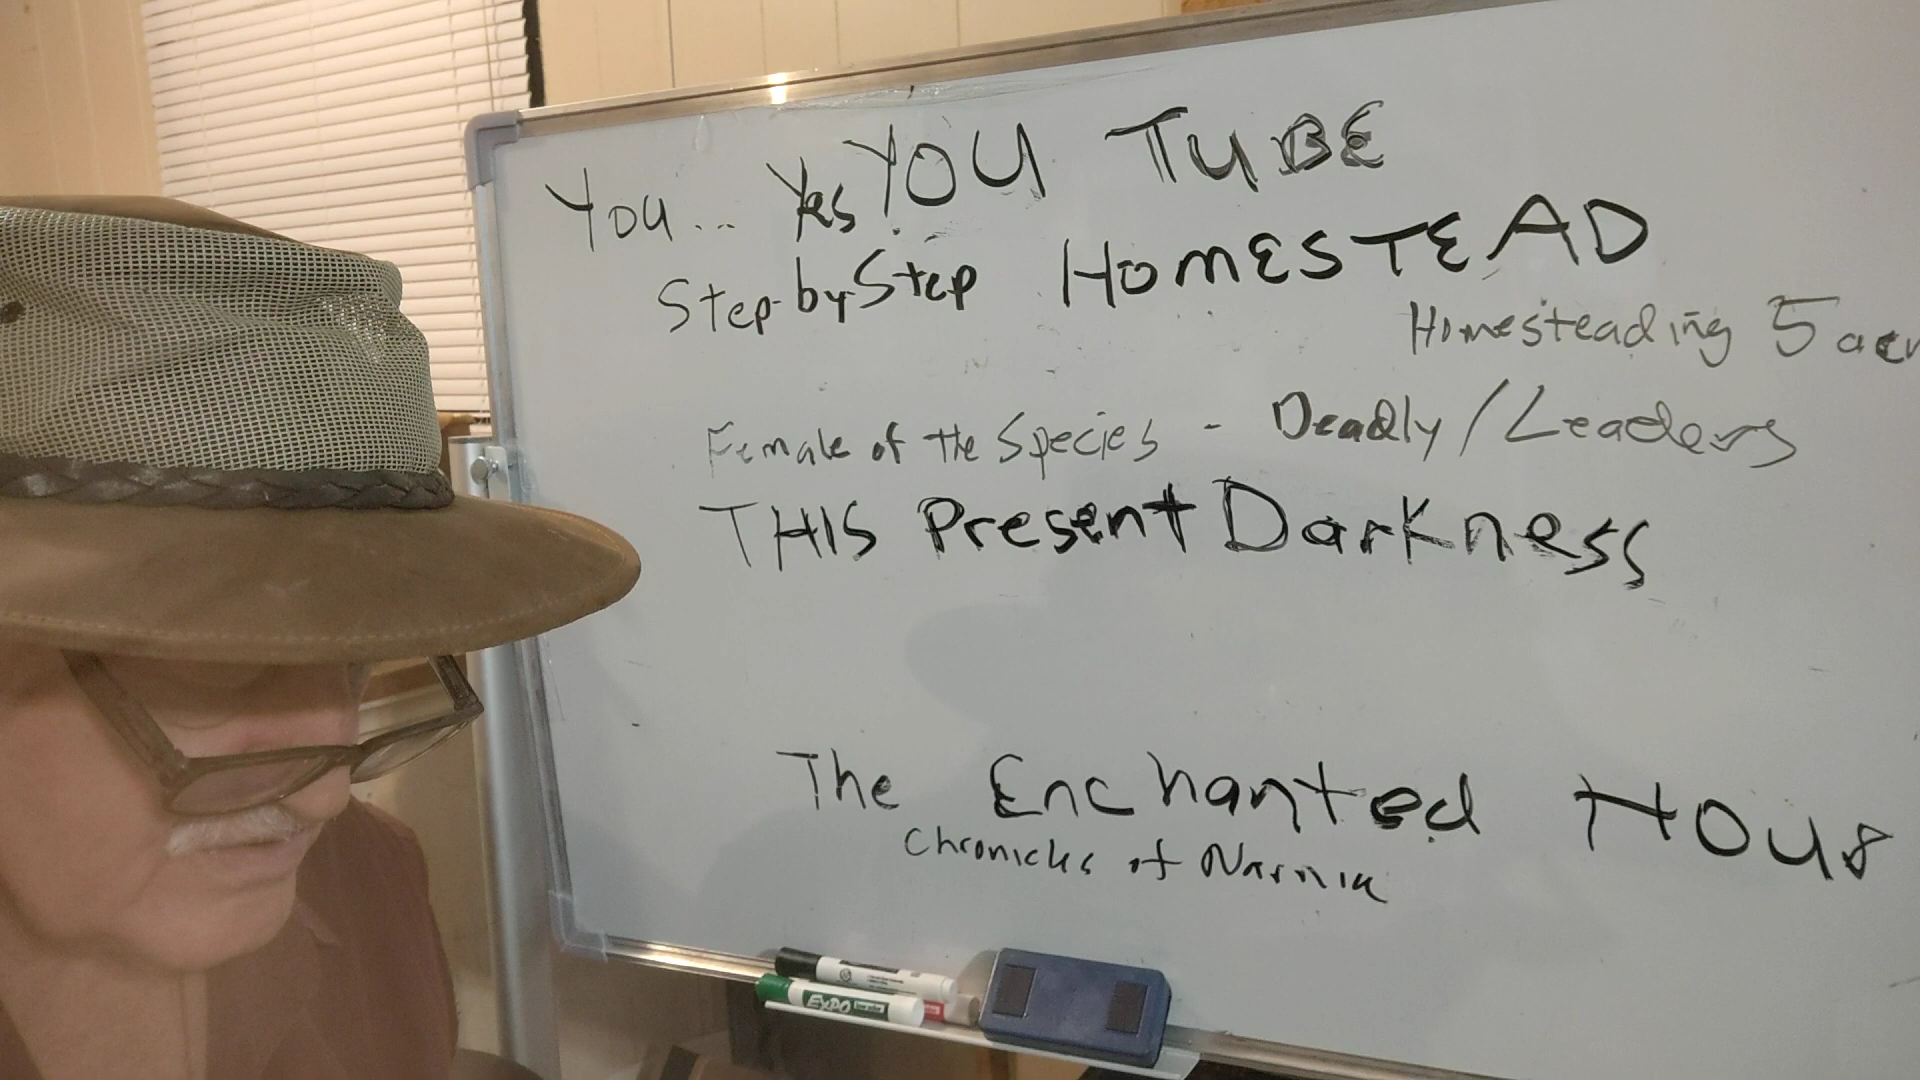 You... Yes YOU TUBE
Step-by Step HOMESTEAD
Homesteading 5
Female of the Species - Deadly/Leaders
THIS Present Darkness
The Enchanted Hour
Chronicles of Narnia
EXPO